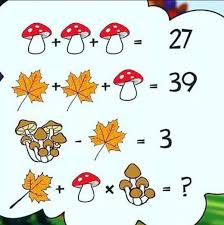 + + = 27
+ + = 39
- = 3
+ × = ?